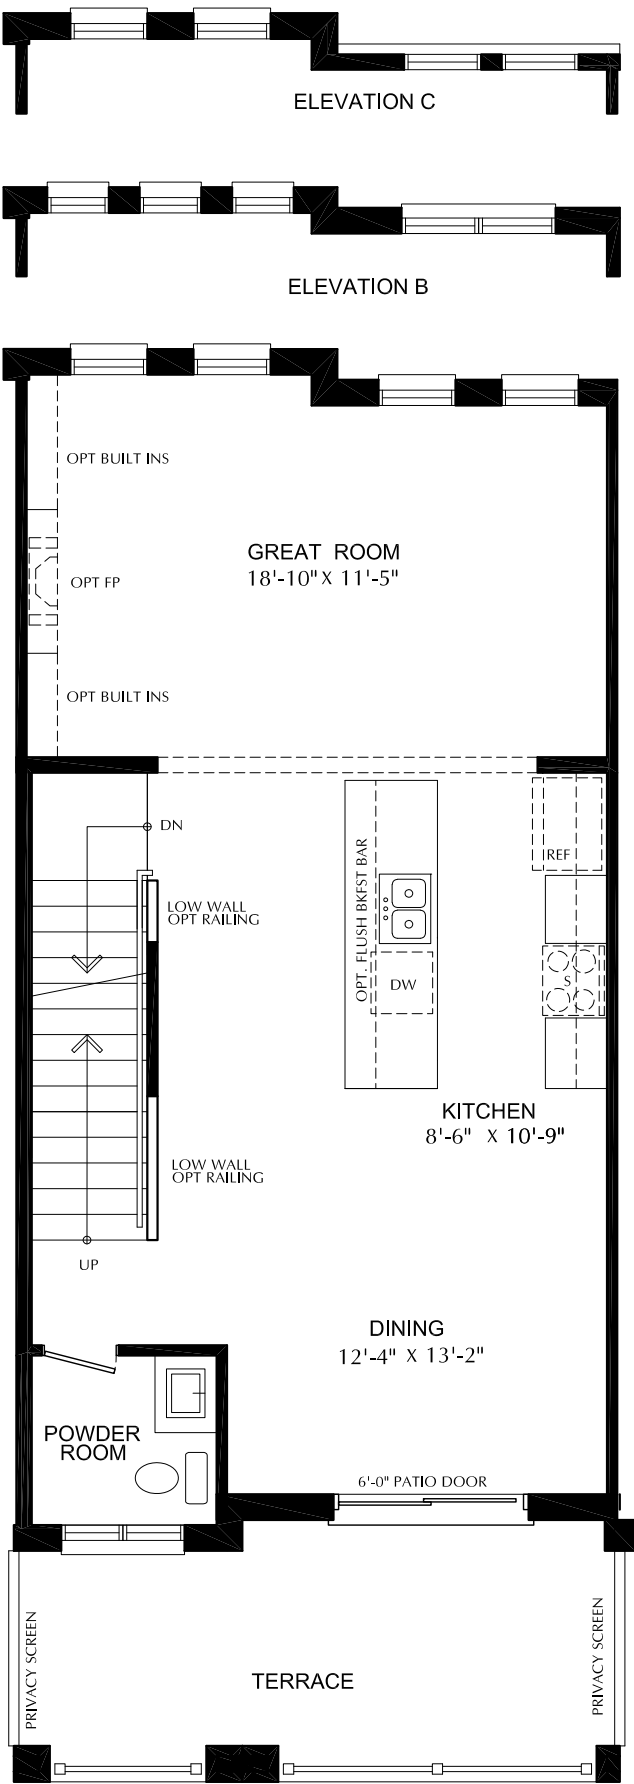 ELEVATION C
ELEVATION B
OPT BUILT INS
GREAT ROOM
18'-10" X 11'-5"
OPT FP
OPT BUILT INS
DN
REF
LOW WALL
OPT RAILING
OPT. FLUSH BKFST BAR
DW
S
KITCHEN
8'-6" X 10'-9"
LOW WALL
OPT RAILING
UP
DINING
12'-4" X 13'-2"
POWDER
ROOM
6'-0" PATIO DOOR
PRIVACY SCREEN
TERRACE
PRIVACY SCREEN